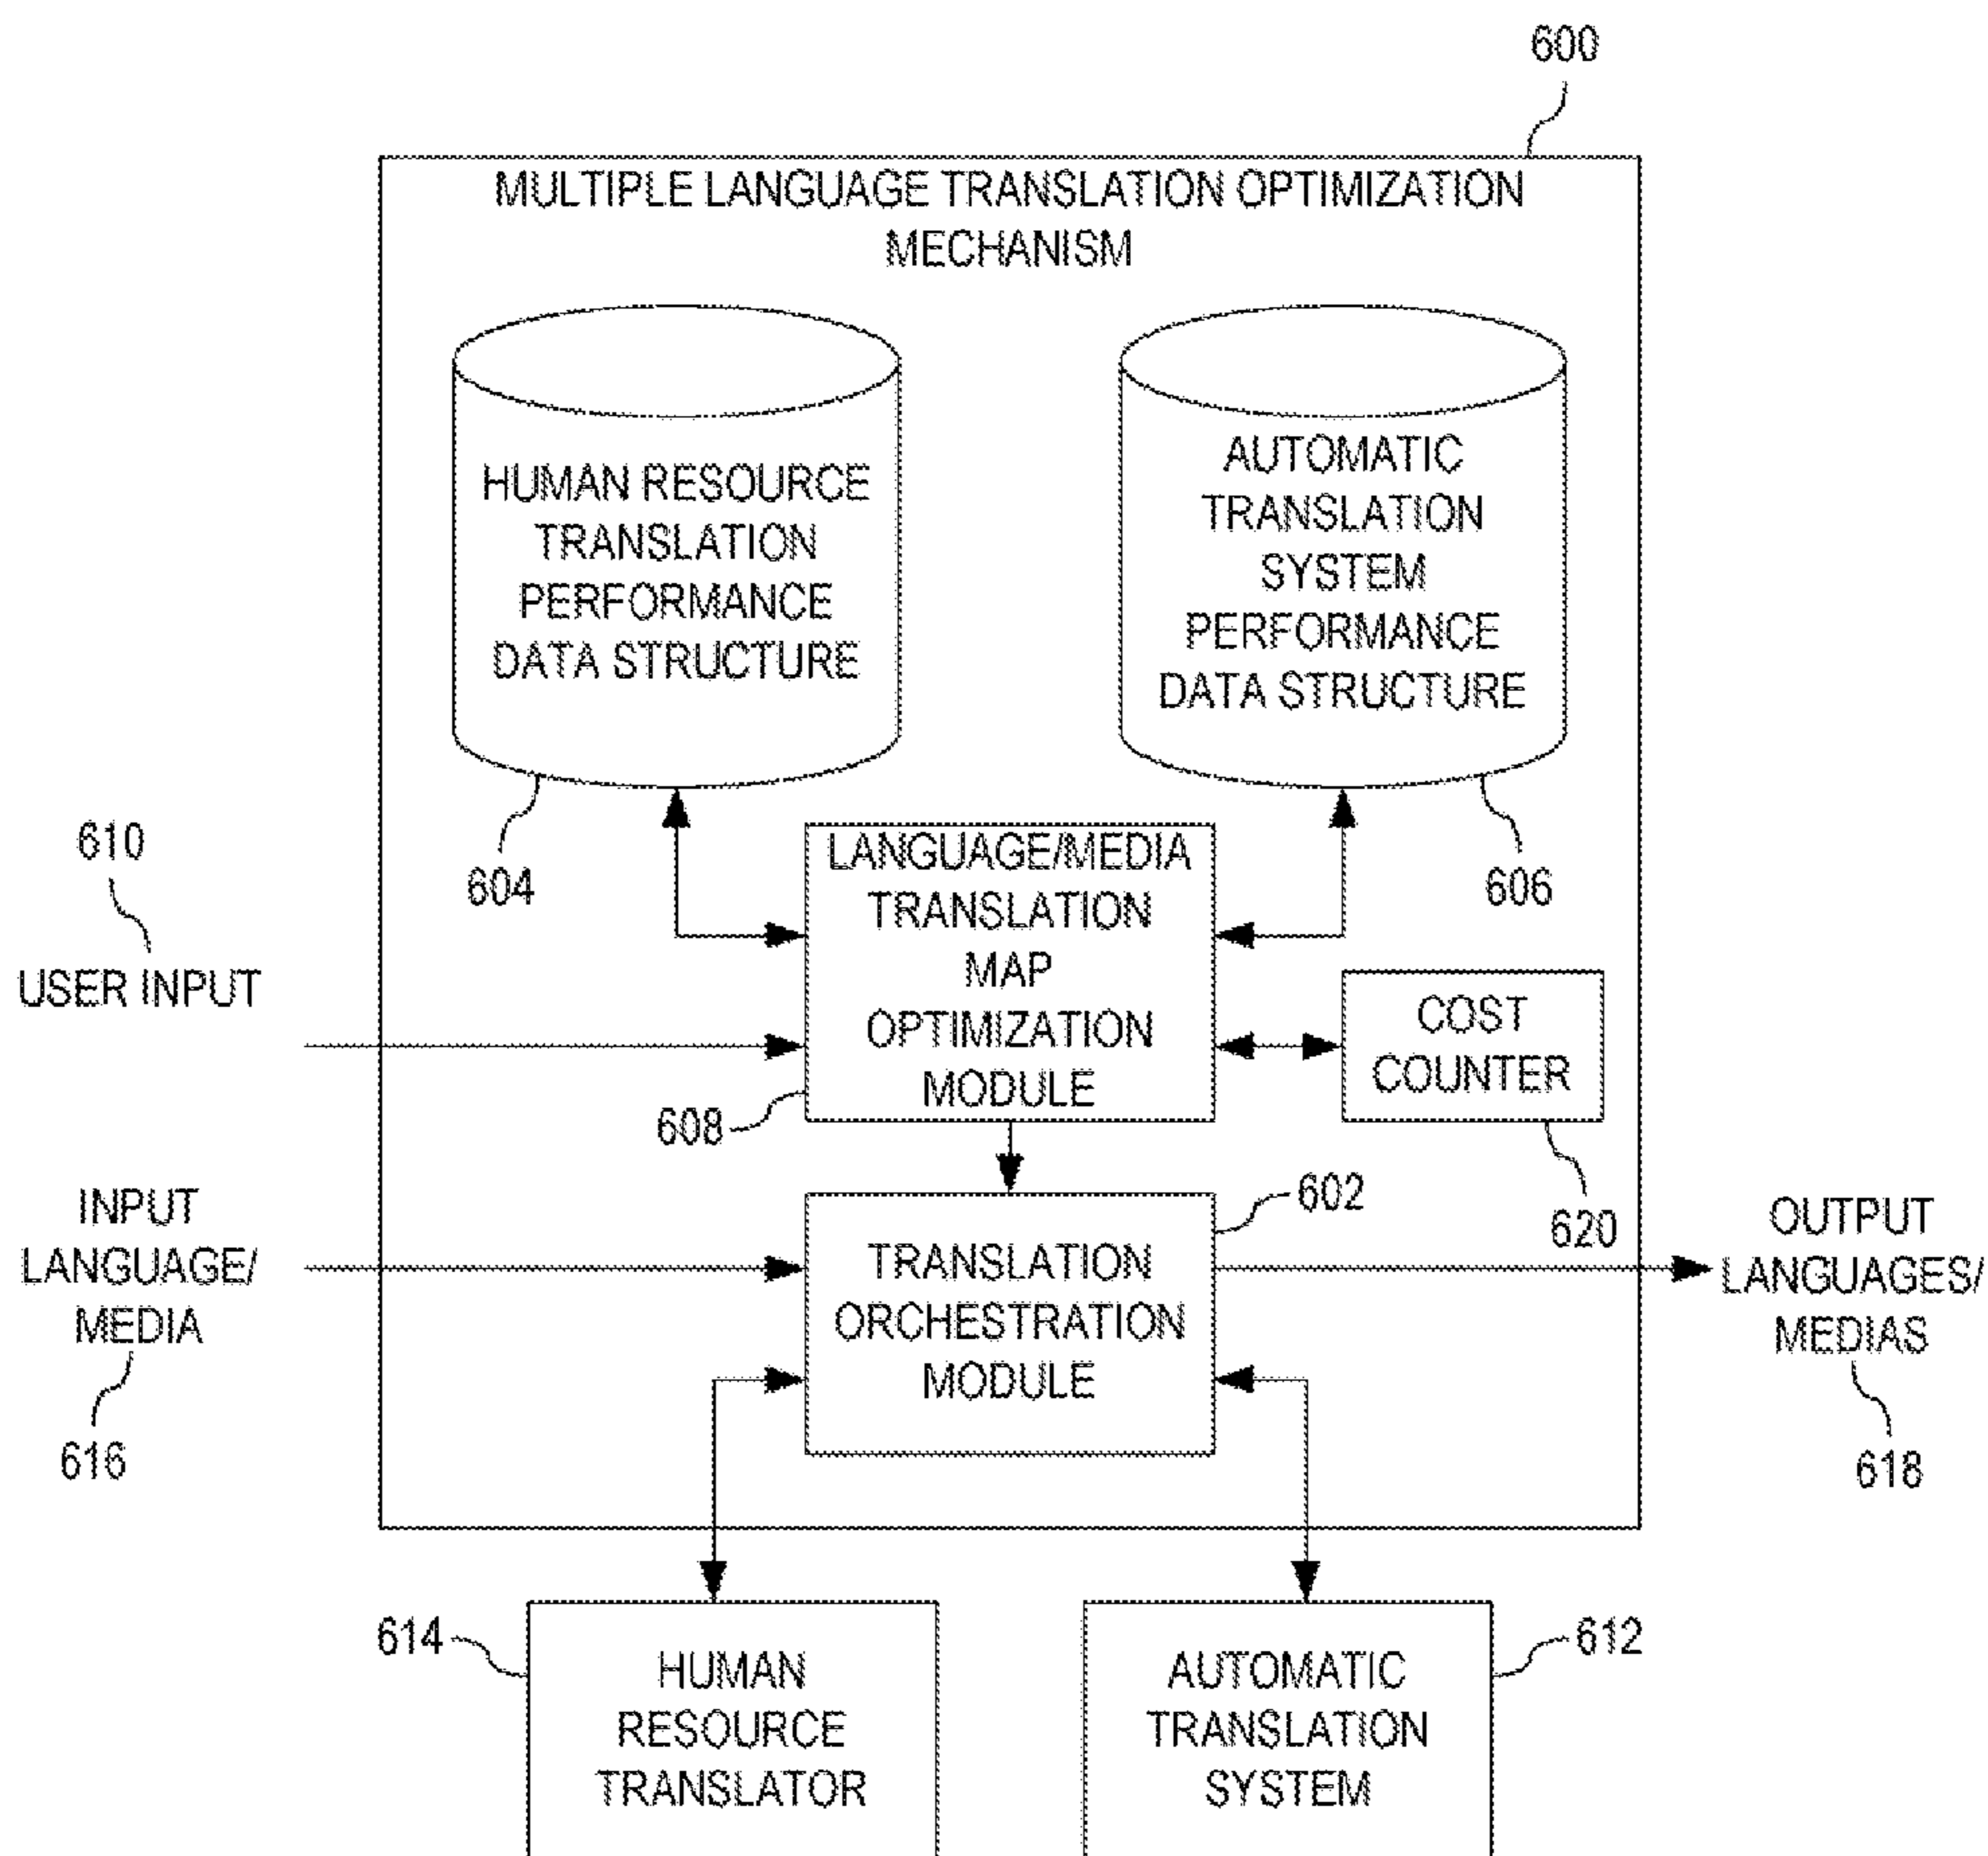 600
MULTIPLE LANGUAGE TRANSLATION OPTIMIZATION
MECHANISM
HUMAN RESOURCE
TRANSLATION
PERFORMANCE
DATA STRUCTURE
AUTOMATIC
TRANSLATION
SYSTEM
PERFORMANCE
DATA STRUCTURE
604
606
610
USER INPUT
LANGUAGE/MEDIA
TRANSLATION
MAP
OPTIMIZATION
MODULE
608
COST
COUNTER
620
INPUT
LANGUAGE/
MEDIA
616
602
TRANSLATION
ORCHESTRATION
MODULE
OUTPUT
LANGUAGES/
MEDIAS
618
614
HUMAN
RESOURCE
TRANSLATOR
AUTOMATIC
TRANSLATION
SYSTEM
612